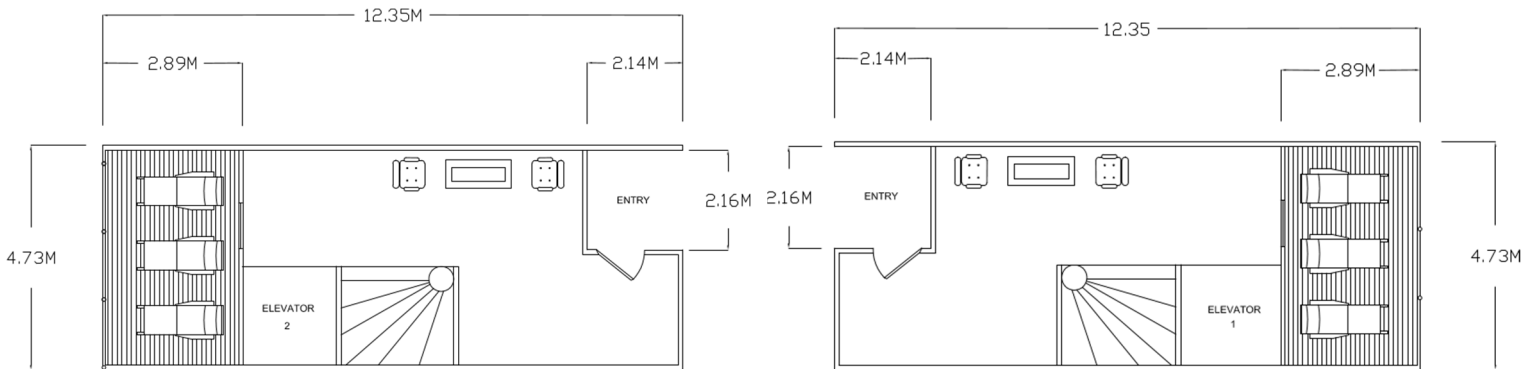 12.35M
2.89M
2.14M
4.73M
ENTRY
2.16M
ELEVATOR
2
12.35
2.14M
2.89M
2.16M
ENTRY
4.73M
ELEVATOR
1